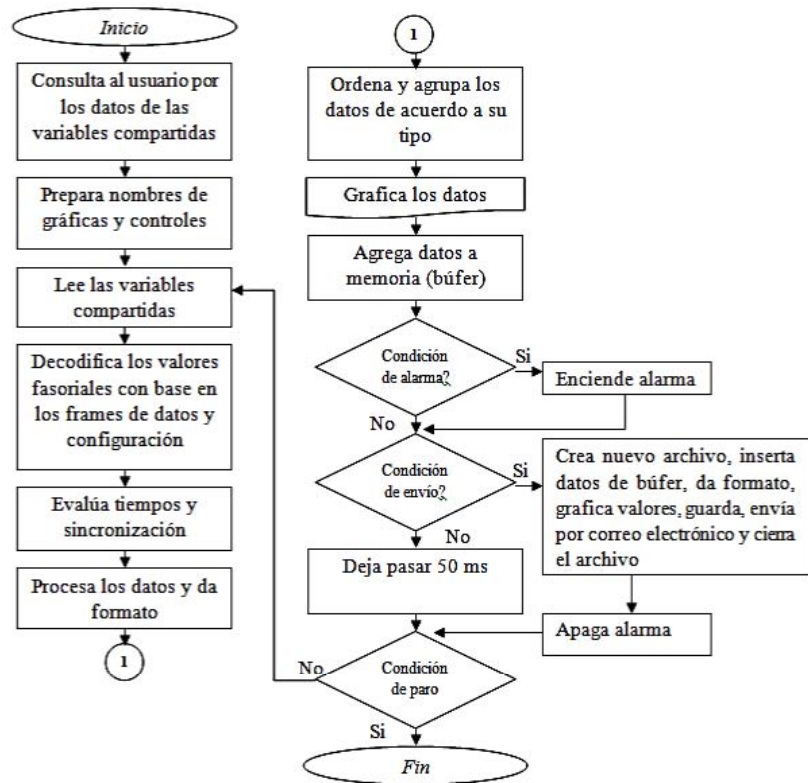 Inicio
Consulta al usuario por
los datos de las
variables compartidas
Prepara nombres de
gráficas y controles
Lee las variables
compartidas
Decodifica los valores
fasoriales con base en
los frames de datos y
configuración
Evalúa tiempos y
sincronización
Procesa los datos y da
formato
1
1
Ordena y agrupa los
datos de acuerdo a su
tipo
Grafica los datos
Agrega datos a
memoria (búfer)
Condición
de alarma?
Si
Enciende alarma
No
Condición
de envío?
Si
Crea nuevo archivo, inserta
datos de búfer, da formato,
grafica valores, guarda, envía
por correo electrónico y cierra
el archivo
No
Deja pasar 50 ms
Apaga alarma
Condición
de paro
No
Si
Fin